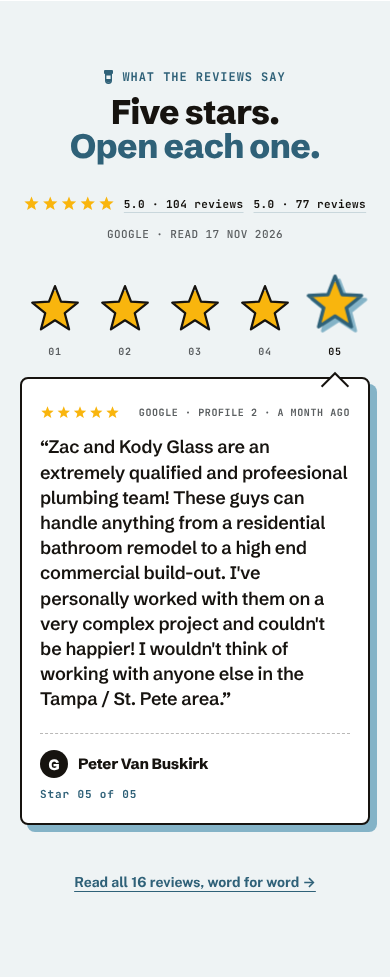 WHAT THE REVIEWS SAY
Five stars.
Open each one.
5.0 · 104 reviews 5.0 · 77 reviews
GOOGLE · READ 17 NOV 2026
01 02 03 04 05
GOOGLE · PROFILE 2 · A MONTH AGO
“Zac and Kody Glass are an
extremely qualified and profeesional
plumbing team! These guys can
handle anything from a residential
bathroom remodel to a high end
commercial build-out. I've
personally worked with them on a
very complex project and couldn't
be happier! I wouldn't think of
working with anyone else in the
Tampa / St. Pete area.”
G Peter Van Buskirk
Star 05 of 05
Read all 16 reviews, word for word →